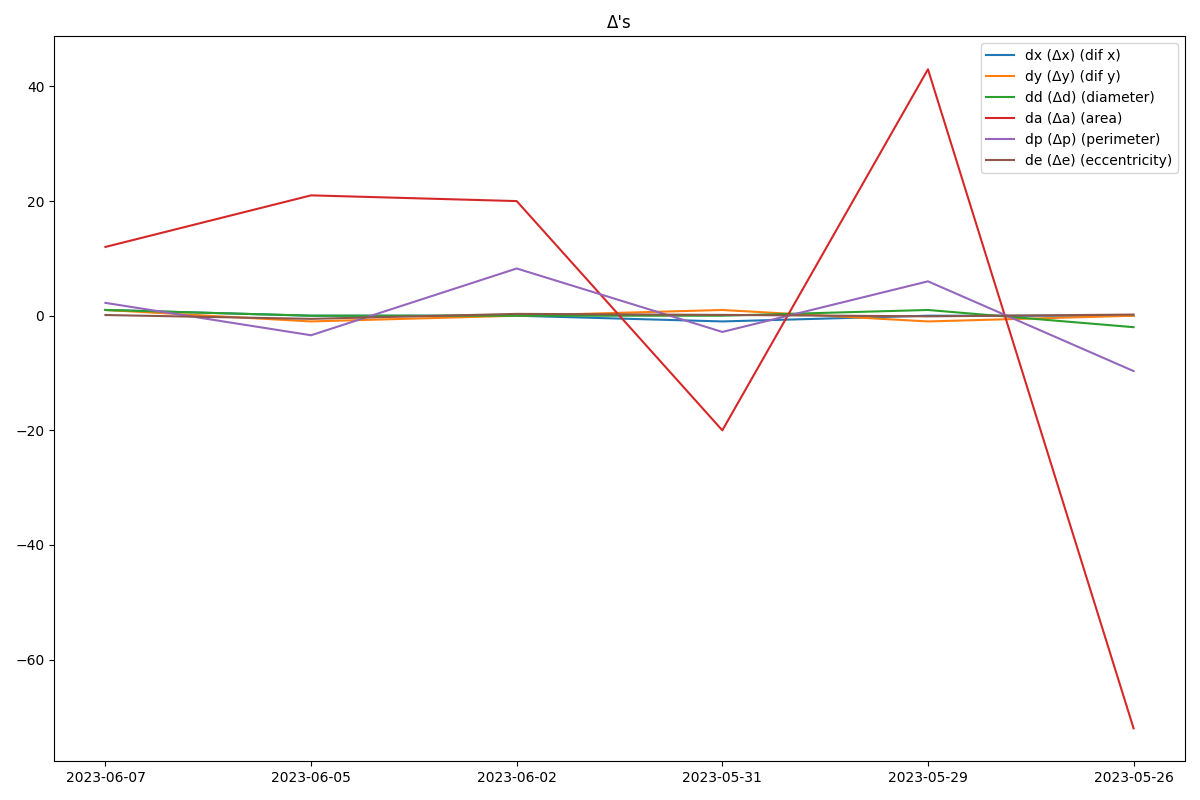 Δ's
dx (Δx) (dif x)
dy (Δy) (dif y)
dd (Δd) (diameter)
da (Δa) (area)
dp (Δp) (perimeter)
de (Δe) (eccentricity)
40
20
0
−20
−40
−60
2023-06-07 2023-06-05 2023-06-02 2023-05-31 2023-05-29 2023-05-26